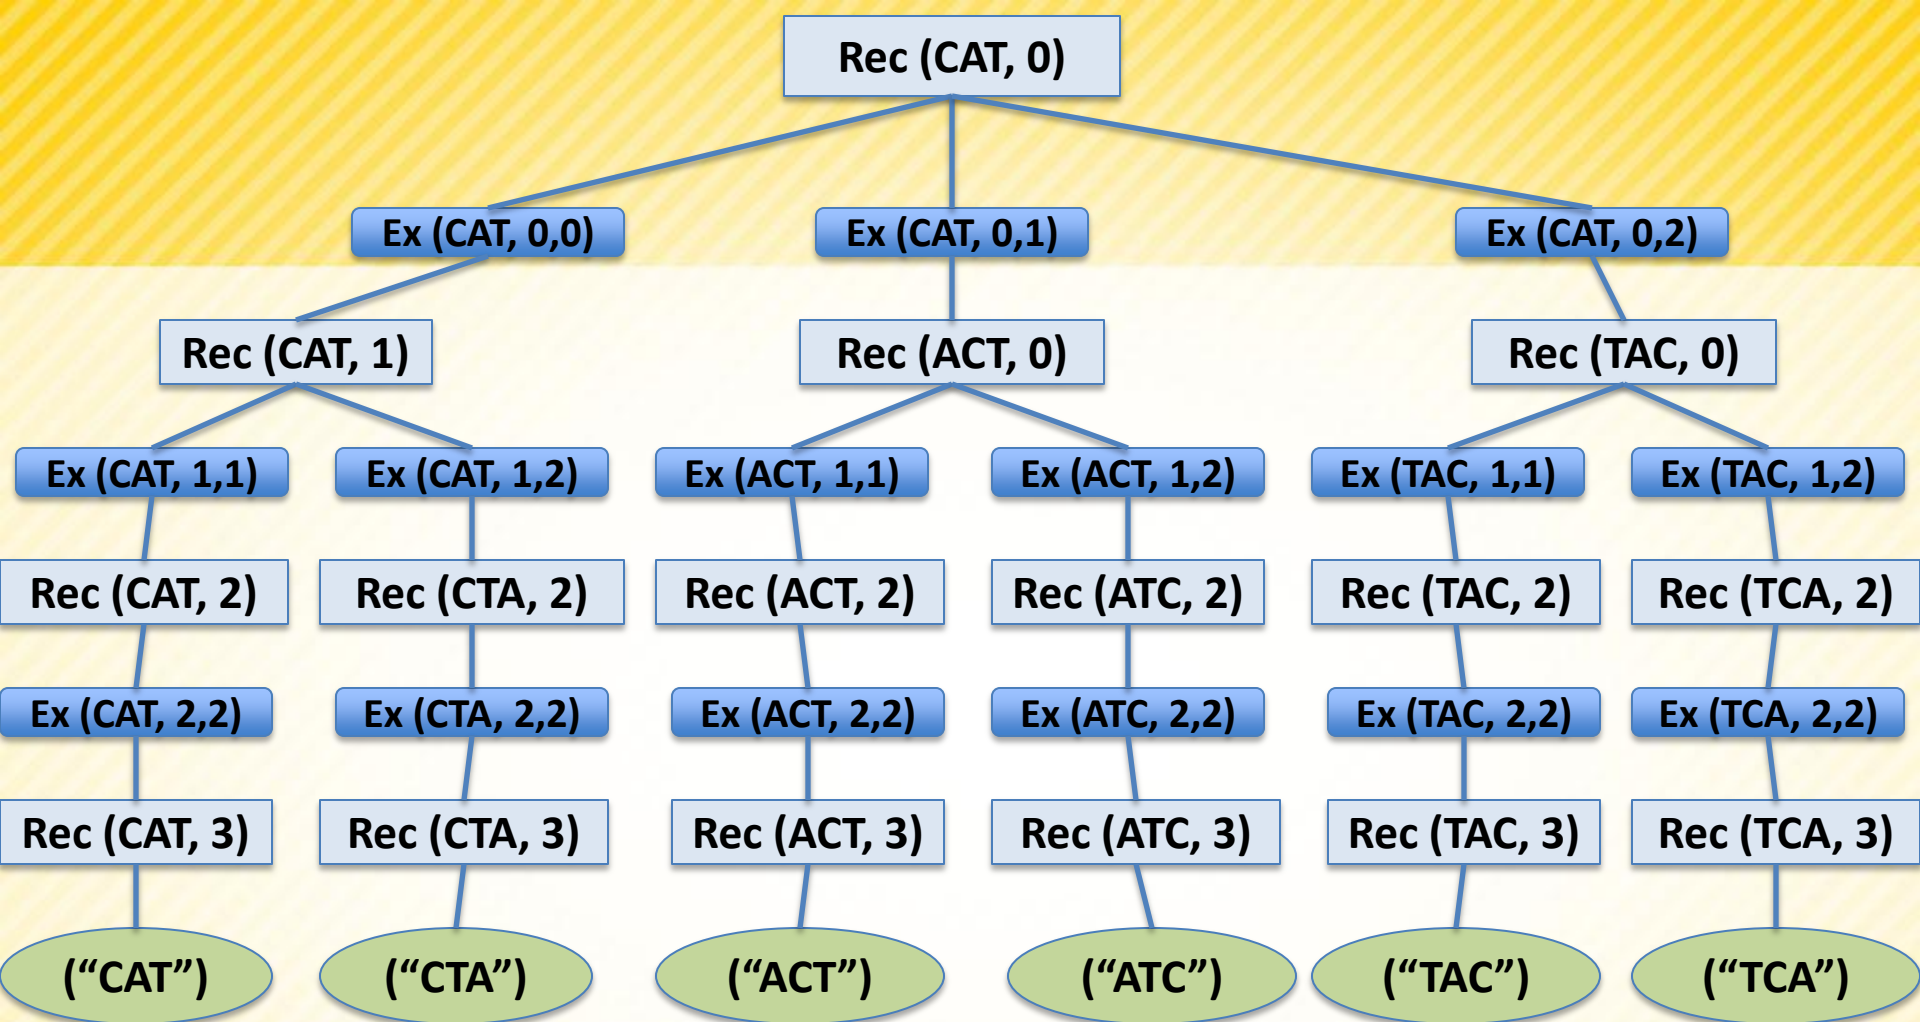 Rec (CAT, 0)
Ex (CAT, 0,0)
Ex (CAT, 0,1)
Ex (CAT, 0,2)
Rec (CAT, 1)
Rec (ACT, 0)
Rec (TAC, 0)
Ex (CAT, 1,1)
Ex (CAT, 1,2)
Ex (ACT, 1,1)
Ex (ACT, 1,2)
Ex (TAC, 1,1)
Ex (TAC, 1,2)
Rec (CAT, 2)
Rec (CTA, 2)
Rec (ACT, 2)
Rec (ATC, 2)
Rec (TAC, 2)
Rec (TCA, 2)
Ex (CAT, 2,2)
Ex (CTA, 2,2)
Ex (ACT, 2,2)
Ex (ATC, 2,2)
Ex (TAC, 2,2)
Ex (TCA, 2,2)
Rec (CAT, 3)
Rec (CTA, 3)
Rec (ACT, 3)
Rec (ATC, 3)
Rec (TAC, 3)
Rec (TCA, 3)
(“CAT”)
(“CTA”)
(“ACT”)
(“ATC”)
(“TAC”)
(“TCA”)